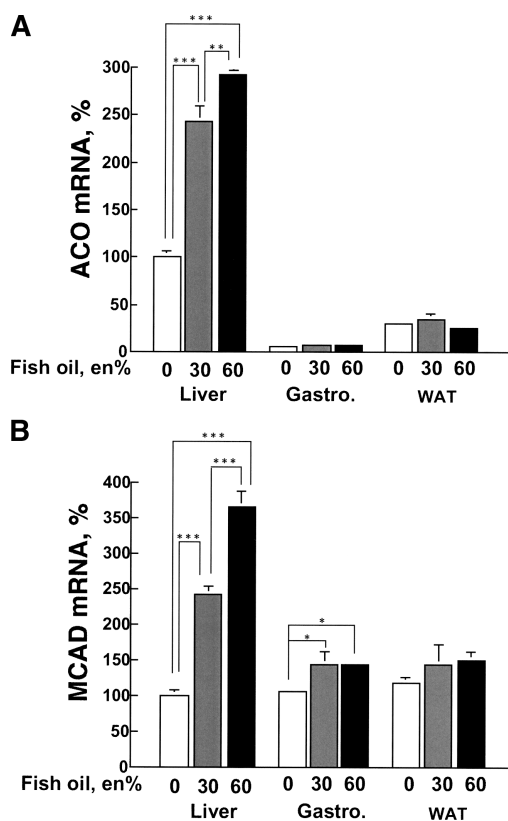 A
***
***
**
ACO mRNA, %
300
250
200
150
100
50
0
Fish oil, en%
0 30 60 0 30 60 0 30 60
Liver Gastro. WAT
B
***
***
***
*
*
MCAD mRNA, %
400
350
300
250
200
150
100
50
0
Fish oil, en%
0 30 60 0 30 60 0 30 60
Liver Gastro. WAT